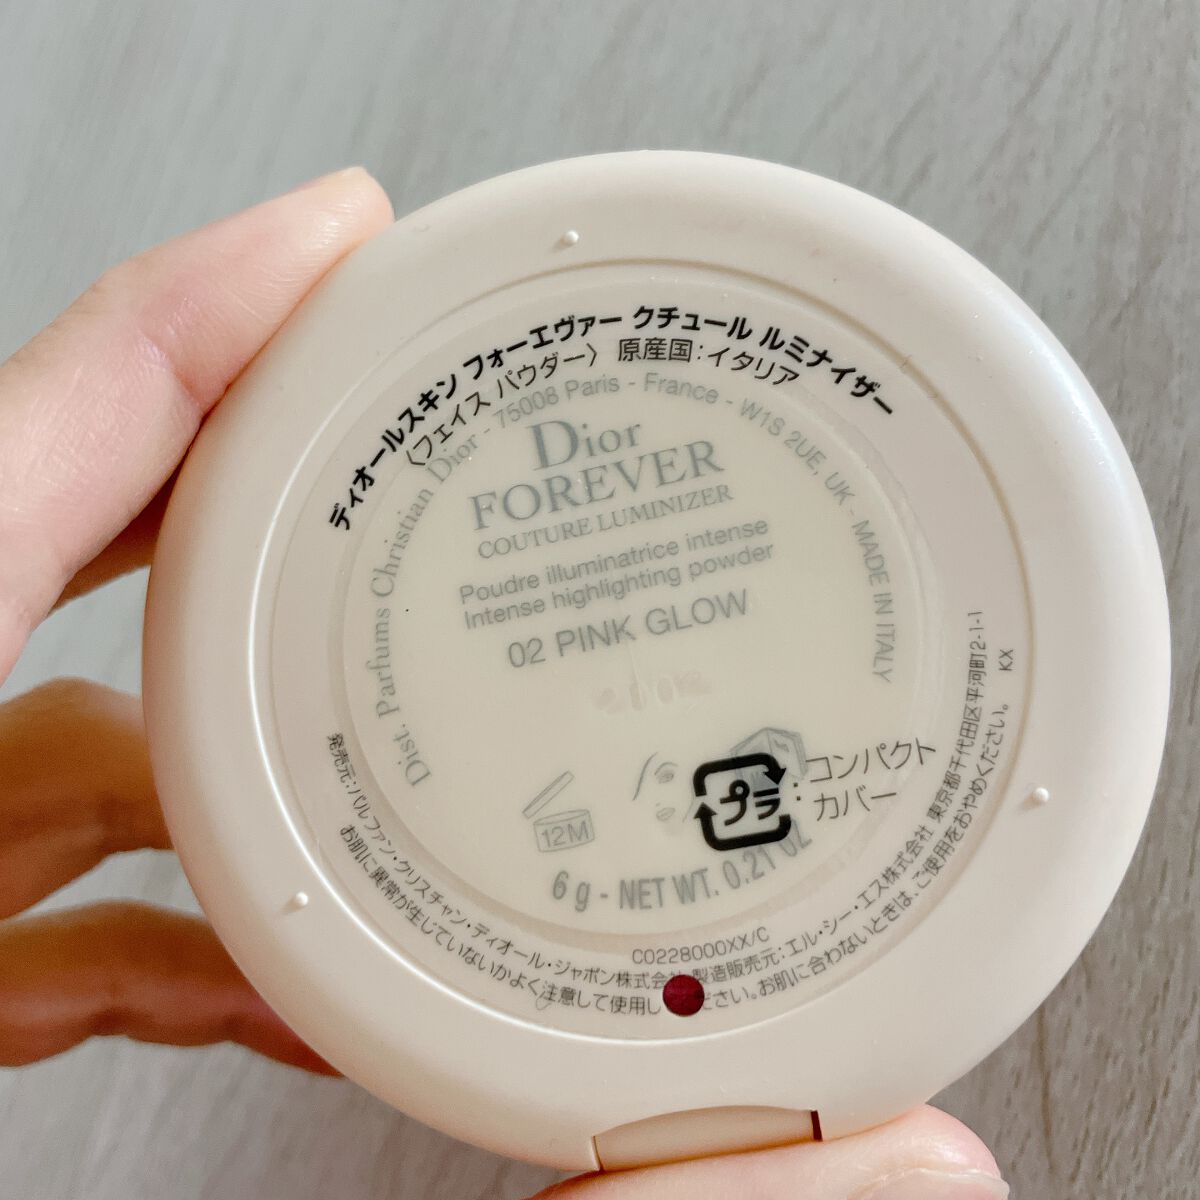 ディオールスキン フォーエヴァー クチュール ルミナイザー
〈フェイス パウダー〉 原産国:イタリア
Dist. Parfums Christian Dior - 75008 Paris - France - W1S 2UE, UK - MADE IN ITALY
Dior
FOREVER
COUTURE LUMINIZER
Poudre illuminatrice intense
Intense highlighting powder
02 PINK GLOW
プラ
:コンパクト
カバー
12M
6 g - NET WT. 0.21 oz
C0228000XX/C
発売元:パルファン・クリスチャン・ディオール・ジャポン株式会社 製造販売元:エル・シー・エス株式会社 東京都千代田区平河町2-1-1
お肌に異常が生じていないかよく注意して使用し ださい。お肌に合わないときは、ご使用をおやめください。 KX